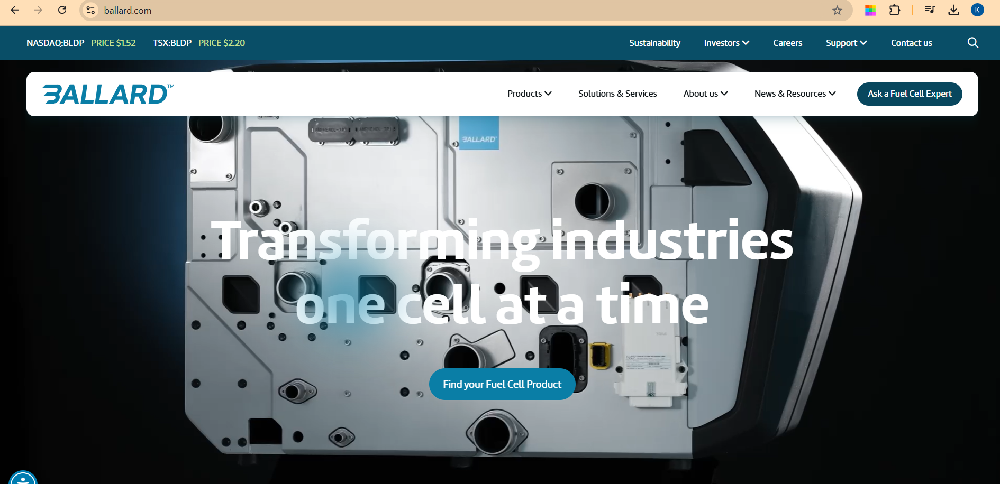 ballard.com
K
NASDAQ:BLDP PRICE $1.52 TSX:BLDP PRICE $2.20 Sustainability Investors Careers Support Contact us
BALLARD™ Products Solutions & Services About us News & Resources Ask a Fuel Cell Expert
BALLARD
Transforming industries
one cell at a time
Status
Find your Fuel Cell Product